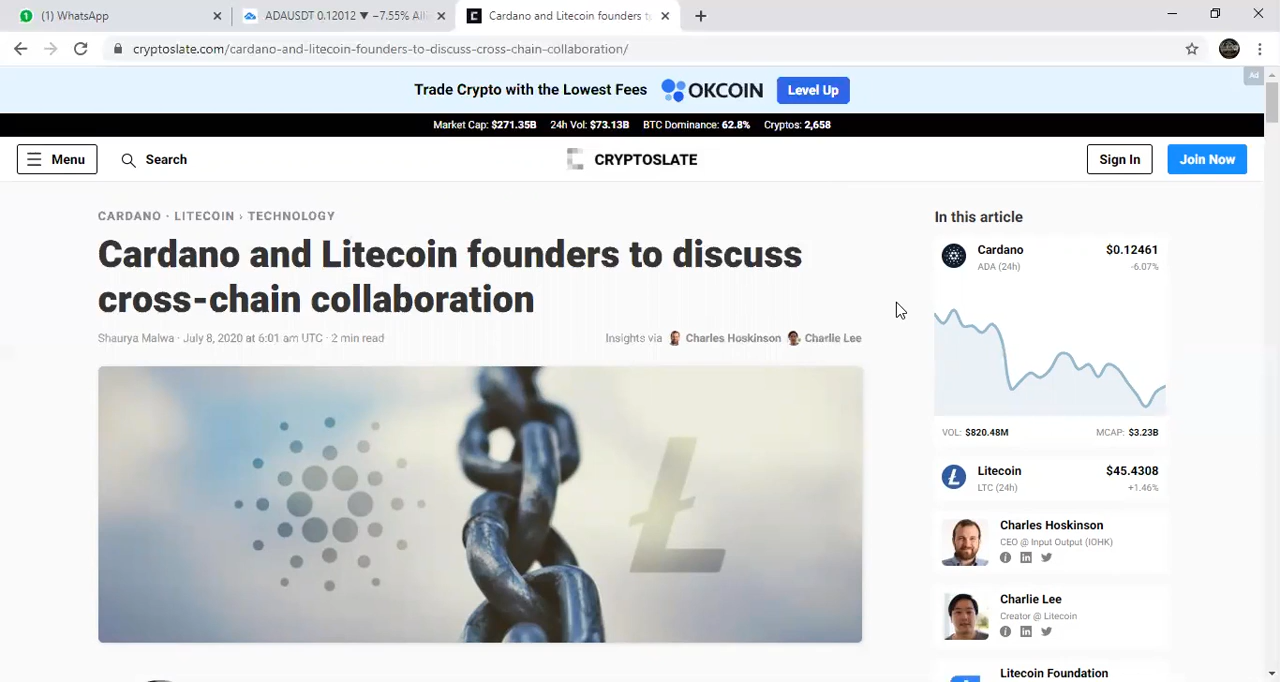 (1) WhatsApp
ADAUSDT 0.12012 ▼ −7.55%
Cardano and Litecoin founders
cryptoslate.com/cardano-and-litecoin-founders-to-discuss-cross-chain-collaboration/
Trade Crypto with the Lowest Fees OKCOIN Level Up
Ad
Market Cap: $271.35B 24h Vol: $73.13B BTC Dominance: 62.8% Cryptos: 2,658
Menu Search CRYPTOSLATE Sign In Join Now
CARDANO · LITECOIN › TECHNOLOGY
Cardano and Litecoin founders to discuss
cross-chain collaboration
Shaurya Malwa · July 8, 2020 at 6:01 am UTC · 2 min read
Insights via Charles Hoskinson Charlie Lee
In this article
Cardano $0.12461
ADA (24h) -6.07%
VOL: $820.48M MCAP: $3.23B
Litecoin $45.4308
LTC (24h) +1.46%
Charles Hoskinson
CEO @ Input Output (IOHK)
Charlie Lee
Creator @ Litecoin
Litecoin Foundation